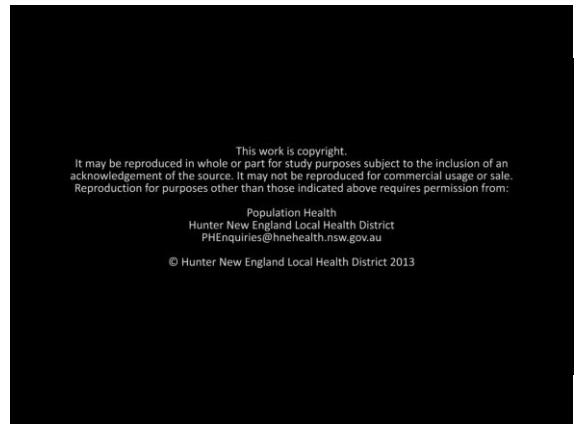 This work is copyright.
It may be reproduced in whole or part for study purposes subject to the inclusion of an
acknowledgement of the source. It may not be reproduced for commercial usage or sale.
Reproduction for purposes other than those indicated above requires permission from:
Population Health
Hunter New England Local Health District
PHEnquiries@hnehealth.nsw.gov.au
© Hunter New England Local Health District 2013